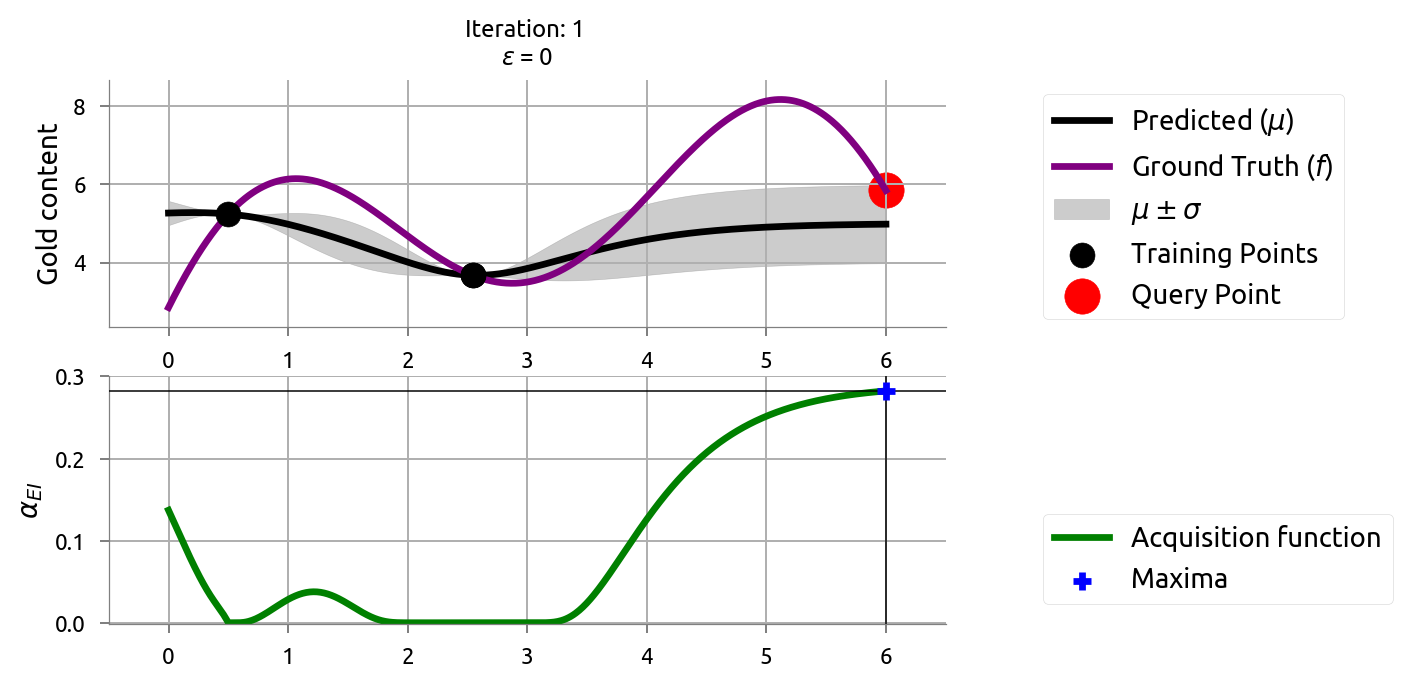 Iteration: 1
ε = 0
Gold content
8
6
4
0 1 2 3 4 5 6
Predicted (μ)
Ground Truth (f)
μ ± σ
Training Points
Query Point
α_EI
0.3
0.2
0.1
0.0
0 1 2 3 4 5 6
Acquisition function
Maxima